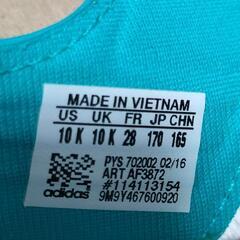 MADE IN VIETNAM
US UK FR JP CHN
10 K 10 K 28 170 165
PYS 702002 02/16
ART AF3872
#114113154
adidas 9M9Y467600920